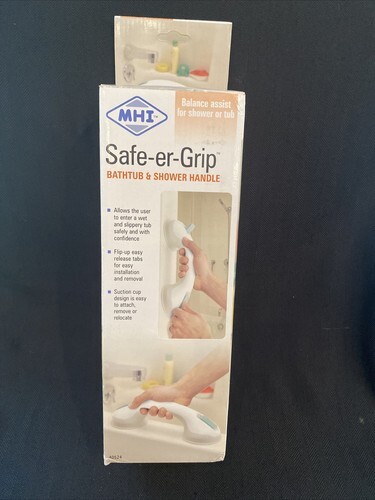 MHI™
Balance assist
for shower or tub
Safe-er-Grip™
BATHTUB & SHOWER HANDLE
Allows the user
to enter a wet
and slippery tub
safely and with
confidence
Flip-up easy
release tabs
for easy
installation
and removal
Suction cup
design is easy
to attach,
remove or
relocate